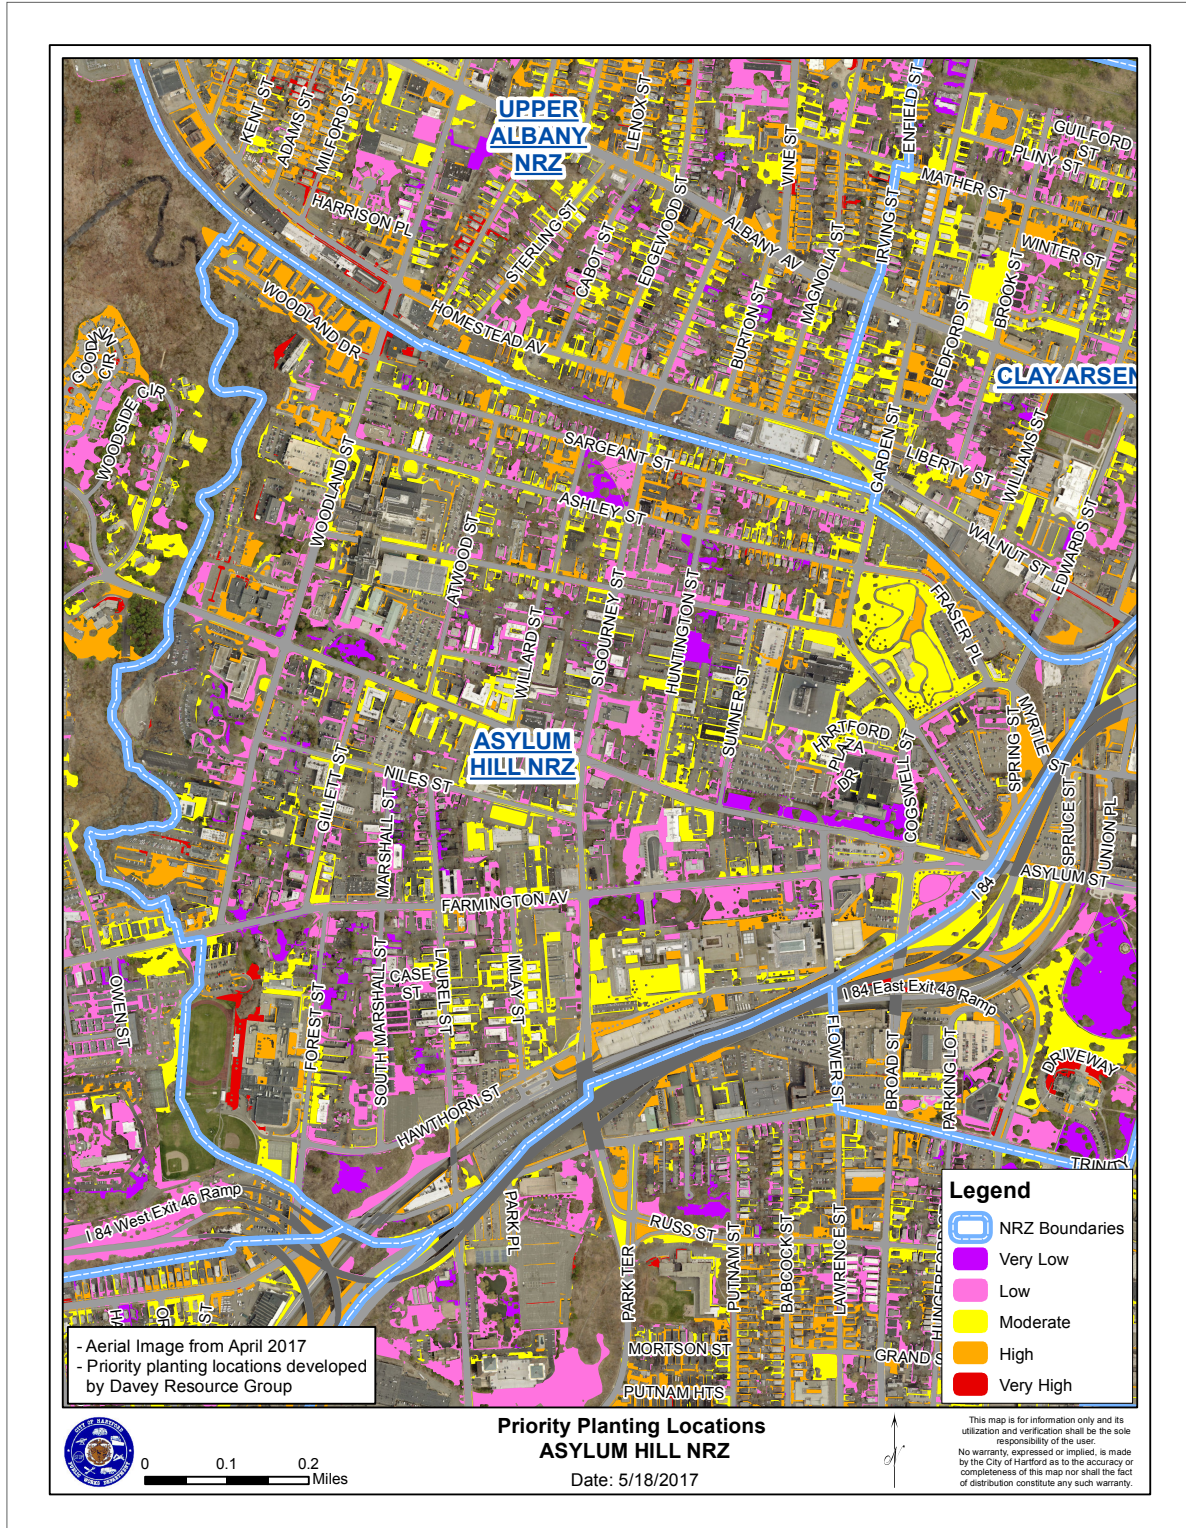 UPPER
ALBANY
NRZ
KENT ST
ADAMS ST
MILFORD ST
LENOX ST
VINE ST
ENFIELD ST
GUILFORD
ST
PLINY ST
MATHER ST
HARRISON PL
STERLING ST
CABOT ST
EDGEWOOD ST
ALBANY AV
MAGNOLIA ST
IRVING ST
WINTER ST
BROOK ST
BEDFORD ST
BURTON ST
HOMESTEAD AV
WOODLAND DR
GOODWIN
CIR
WOODSIDE CIR
CLAY ARSEN
SARGEANT ST
GARDEN ST
LIBERTY ST
WILLIANS ST
WOODLAND ST
ASHLEY ST
WALNUT ST
EDWARDS ST
ATWOOD ST
WILLARD ST
SIGOURNEY ST
HUNTINGTON ST
FRASER PL
SUMNER ST
MYRTLE
ST
SPRING ST
HARTFORD
PLAZA
DR
COGSWELL ST
ASYLUM
HILL NRZ
NILES ST
GILLETT ST
MARSHALL ST
SPRUCE ST
UNION PL
ASYLUM ST
I 84
FARMINGTON AV
OWEN ST
CASE
ST
SOUTH MARSHALL ST
LAUREL ST
IMLAY ST
FOREST ST
I 84 East Exit 48 Ramp
FLOWER ST
BROAD ST
PARKING LOT
DRIVEWAY
HAWTHORN ST
TRINITY
I 84 West Exit 46 Ramp
PARK PL
RUSS ST
PARK TER
PUTNAM ST
BABCOCK ST
LAWRENCE ST
HUNGERFORD
MORTSON ST
PUTNAM HTS
GRAND S
ST
Legend
NRZ Boundaries
Very Low
Low
Moderate
High
Very High
- Aerial Image from April 2017
- Priority planting locations developed
by Davey Resource Group
CITY OF HARTFORD
PUBLIC WORKS DEPARTMENT
0 0.1 0.2
Miles
Priority Planting Locations
ASYLUM HILL NRZ
Date: 5/18/2017
N
This map is for information only and its
utilization and verification shall be the sole
responsibility of the user.
No warranty, expressed or implied, is made
by the City of Hartford as to the accuracy or
completeness of this map nor shall the fact
of distribution constitute any such warranty.